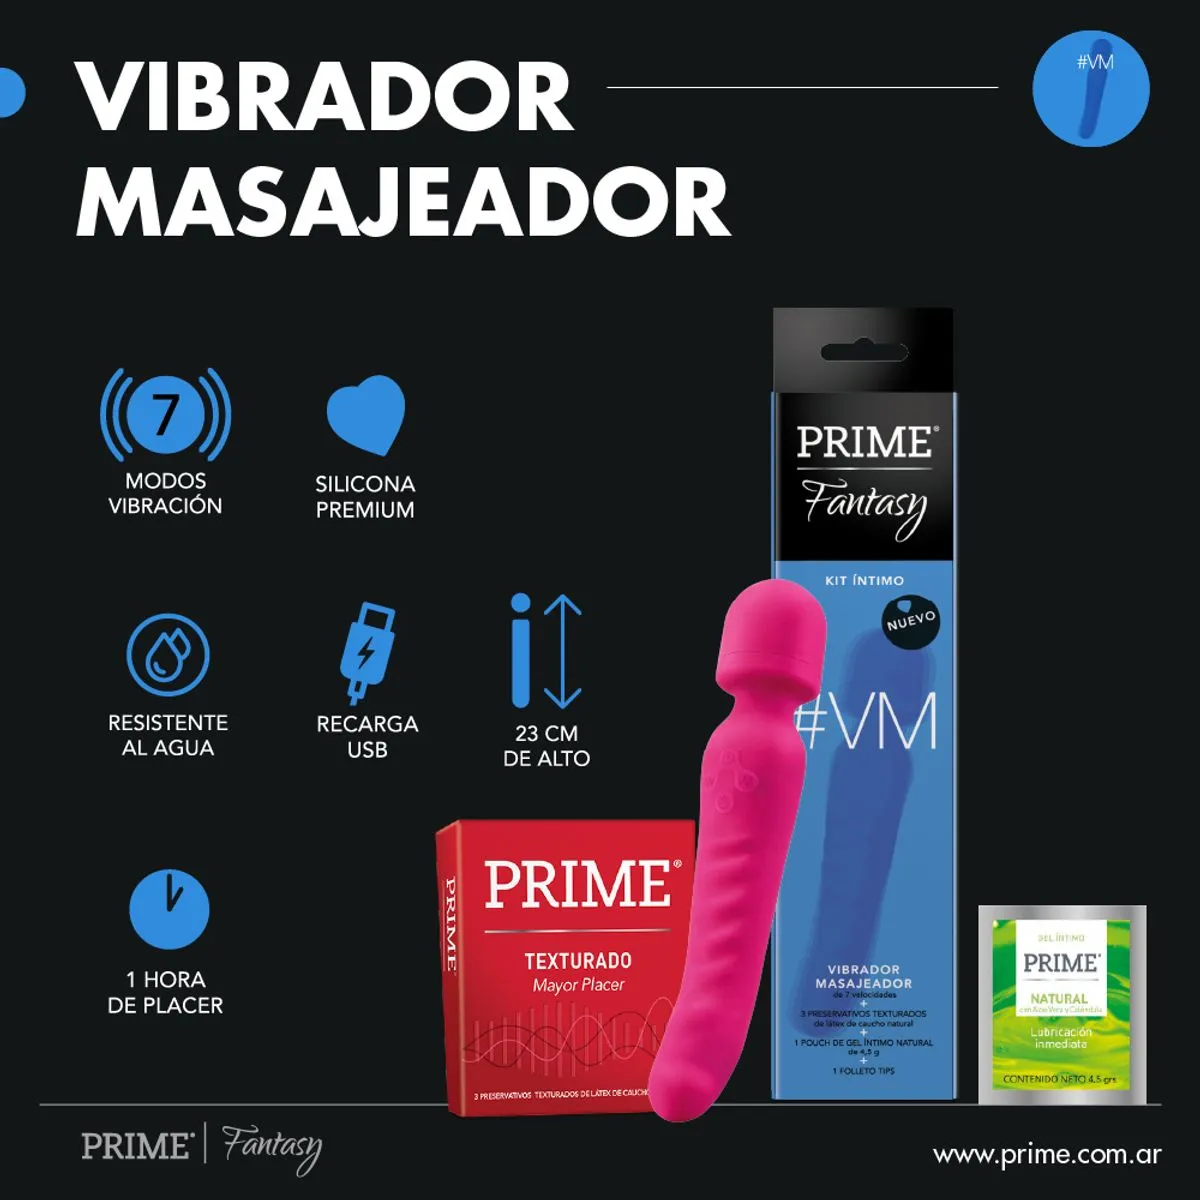 VIBRADOR
MASAJEADOR
#VM
7
MODOS
VIBRACIÓN
SILICONA
PREMIUM
RESISTENTE
AL AGUA
RECARGA
USB
23 CM
DE ALTO
1 HORA
DE PLACER
PRIME®
Fantasy
KIT ÍNTIMO
NUEVO
#VM
VIBRADOR
MASAJEADOR
de 7 velocidades
+
3 PRESERVATIVOS TEXTURADOS
de látex de caucho natural
+
1 POUCH DE GEL ÍNTIMO NATURAL
de 4,5 g
+
1 FOLLETO TIPS
PRIME
PRIME®
TEXTURADO
Mayor Placer
3 PRESERVATIVOS TEXTURADOS DE LÁTEX DE CAUCHO
GEL ÍNTIMO
PRIME®
NATURAL
con Aloe Vera y Caléndula
Lubricación
inmediata
CONTENIDO NETO 4,5 grs
PRIME® | Fantasy
www.prime.com.ar